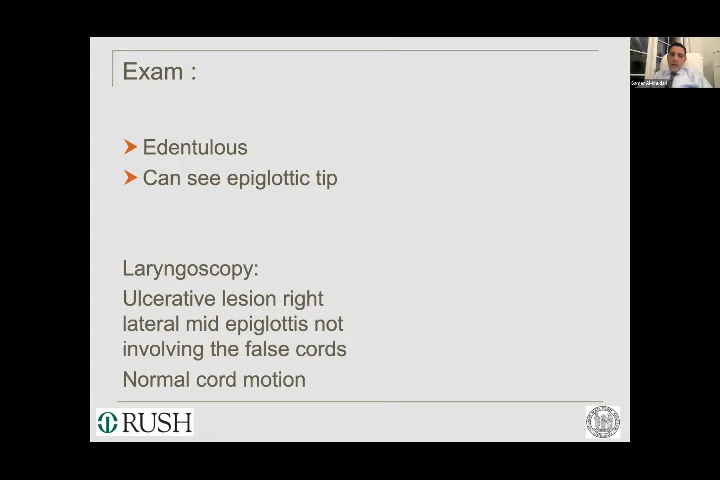 Exam :
Edentulous
Can see epiglottic tip
Laryngoscopy:
Ulcerative lesion right
lateral mid epiglottis not
involving the false cords
Normal cord motion
RUSH